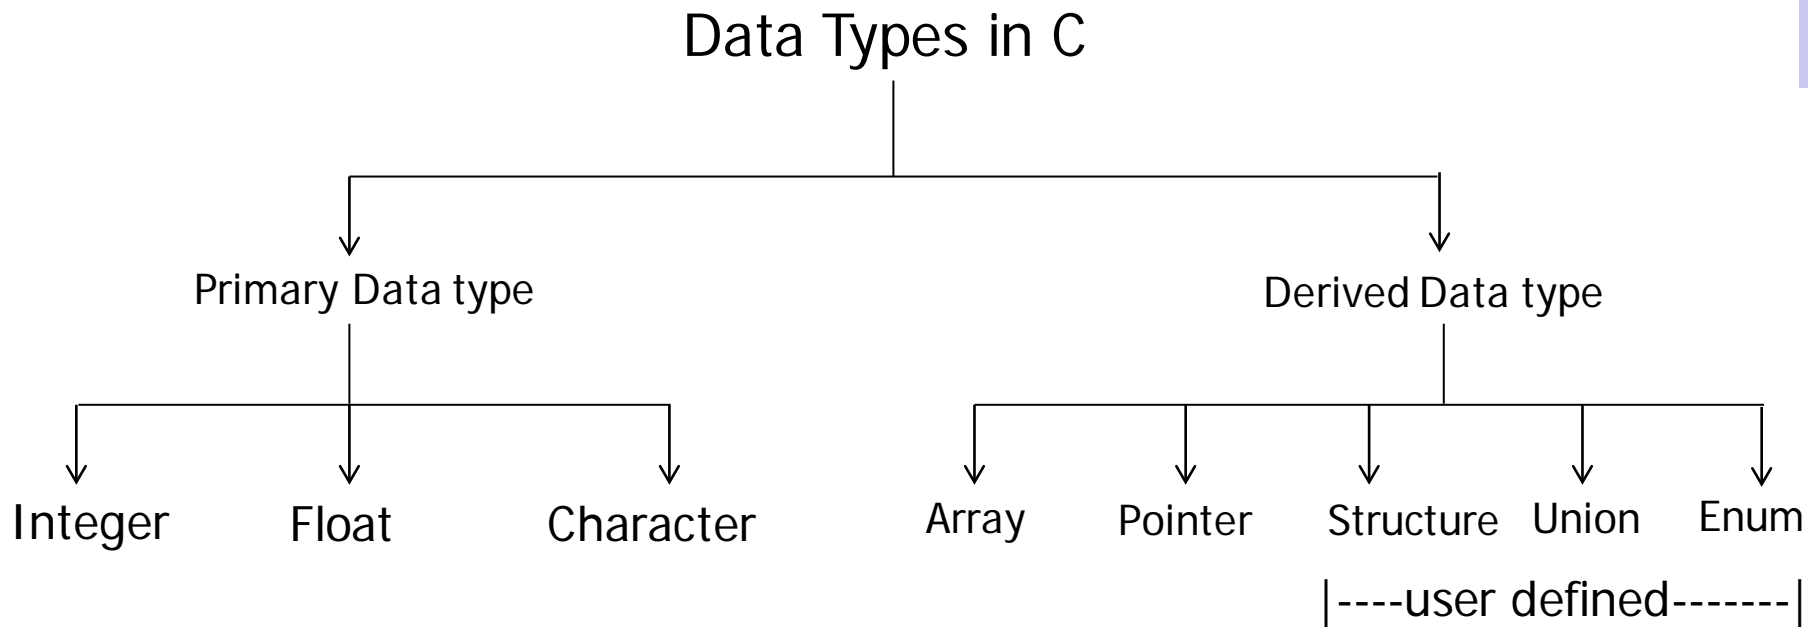 Data Types in C
Primary Data type Derived Data type
Integer Float Character Array Pointer Structure Union Enum
|----user defined-------|